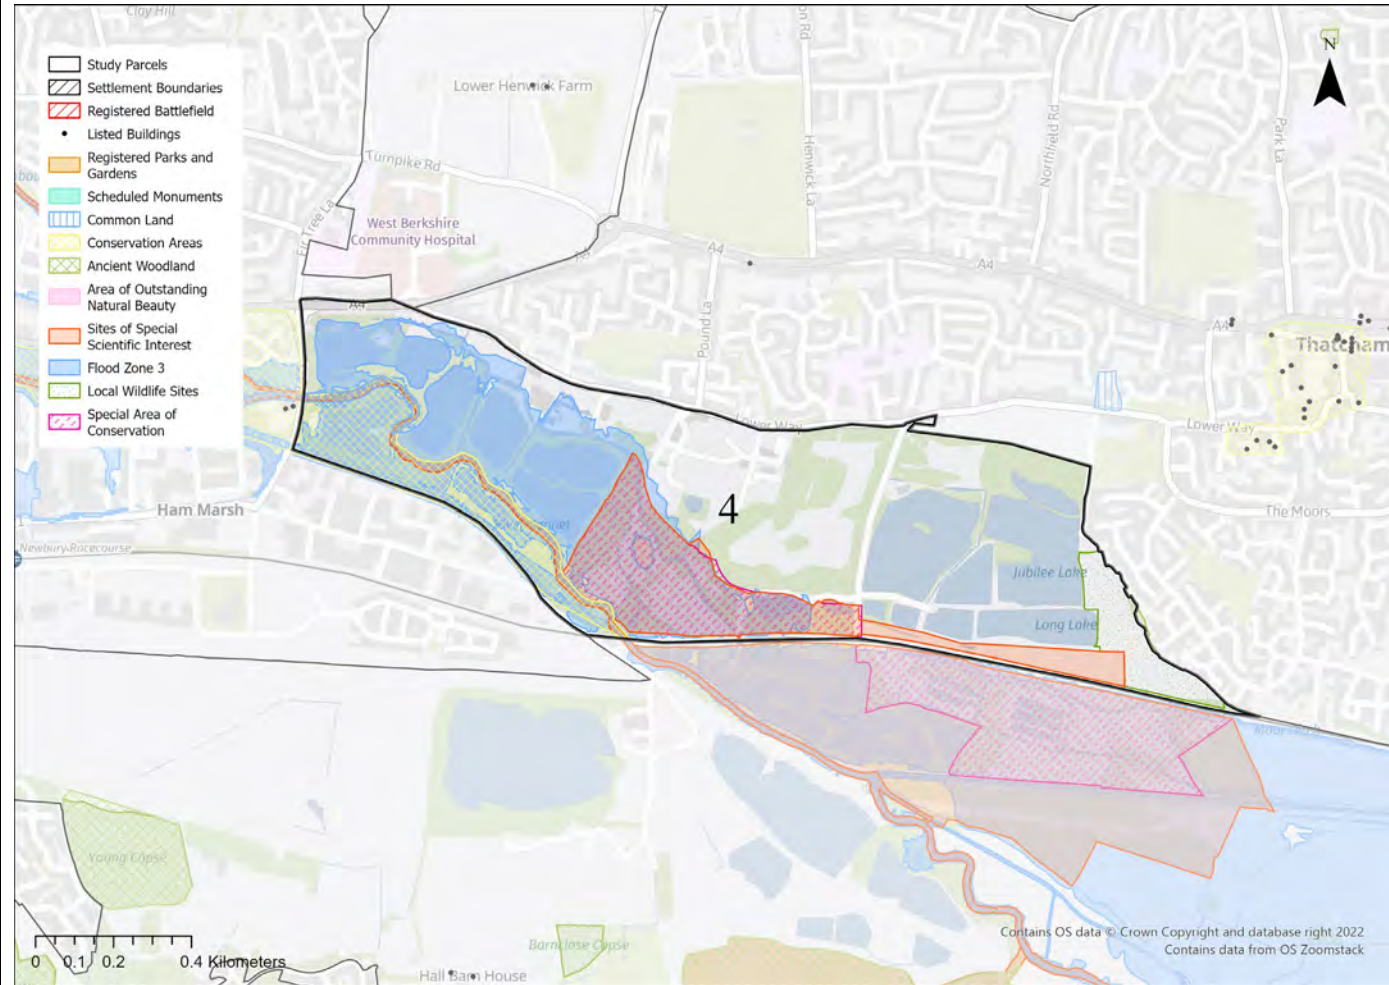 Clay Hill
Study Parcels
Settlement Boundaries
Registered Battlefield
Listed Buildings
Registered Parks and
Gardens
Scheduled Monuments
Common Land
Conservation Areas
Ancient Woodland
Area of Outstanding
Natural Beauty
Sites of Special
Scientific Interest
Flood Zone 3
Local Wildlife Sites
Special Area of
Conservation
N
Lower Henwick Farm
Turnpike Rd
Henwick La
Northfield Rd
Park La
Fir Tree La
West Berkshire
Community Hospital
A4
A4
A4
A4
A4
Pound La
Thatcham
Lower Way
Lower Way
4
Ham Marsh
The Moors
Newbury Racecourse
Jubilee Lake
Long Lake
Young Copse
Barnclose Copse
Hall Barn House
0 0.1 0.2 0.4 Kilometers
Contains OS data © Crown Copyright and database right 2022
Contains data from OS Zoomstack